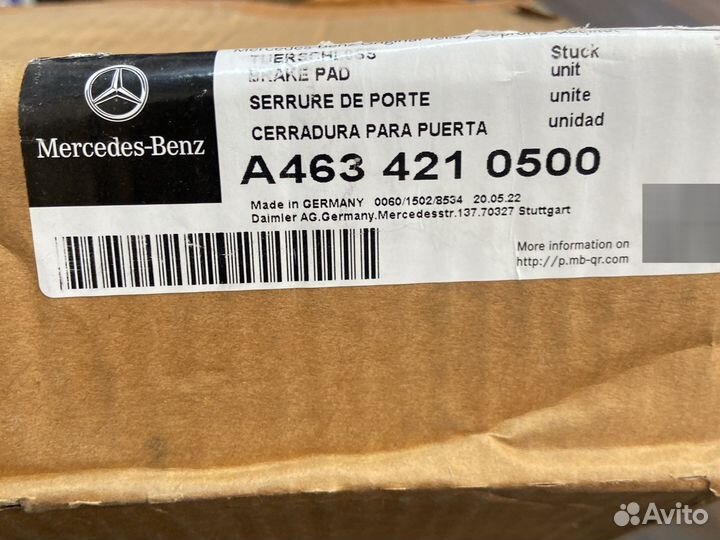 TUERSCHLOSS Stuck
BRAKE PAD unit
SERRURE DE PORTE unite
CERRADURA PARA PUERTA unidad
Mercedes-Benz
A463 421 0500
Made in GERMANY 0060/1502/8534 20.05.22
Daimler AG.Germany.Mercedesstr.137.70327 Stuttgart
More information on
http://p.mb-qr.com
Avito